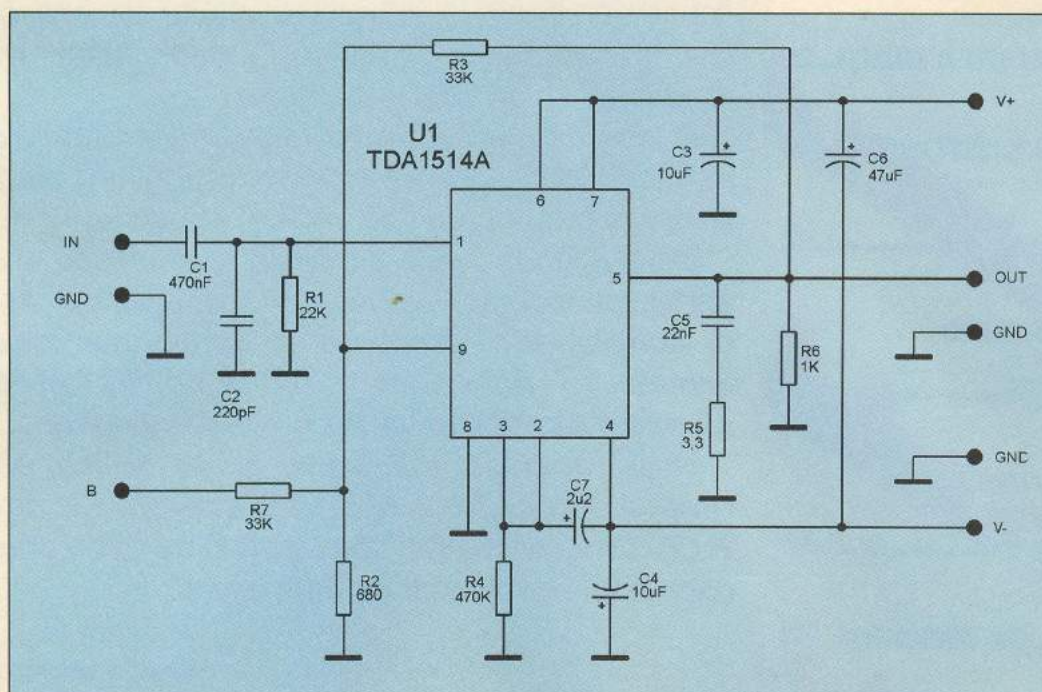 R3
33K
V+
U1
TDA1514A
C3
10uF
C6
47uF
6
7
IN
1
C1
470nF
5
OUT
GND
R1
22K
C5
22nF
GND
R6
1K
9
C2
220pF
8
3
2
4
R5
3,3
GND
B
R7
33K
C7
2u2
+
V-
R2
680
R4
470K
C4
10uF
+